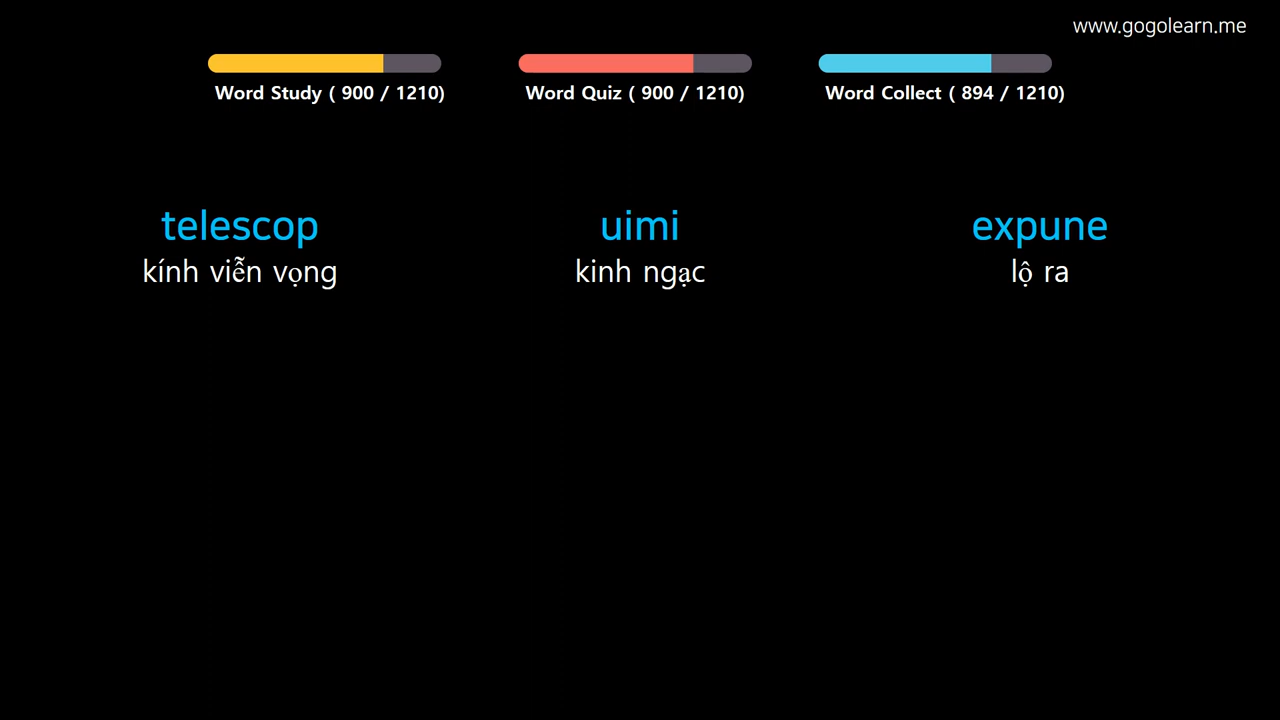 www.gogolearn.me
Word Study ( 900 / 1210)
Word Quiz ( 900 / 1210)
Word Collect ( 894 / 1210)
telescop
kính viễn vọng
uimi
kinh ngạc
expune
lộ ra